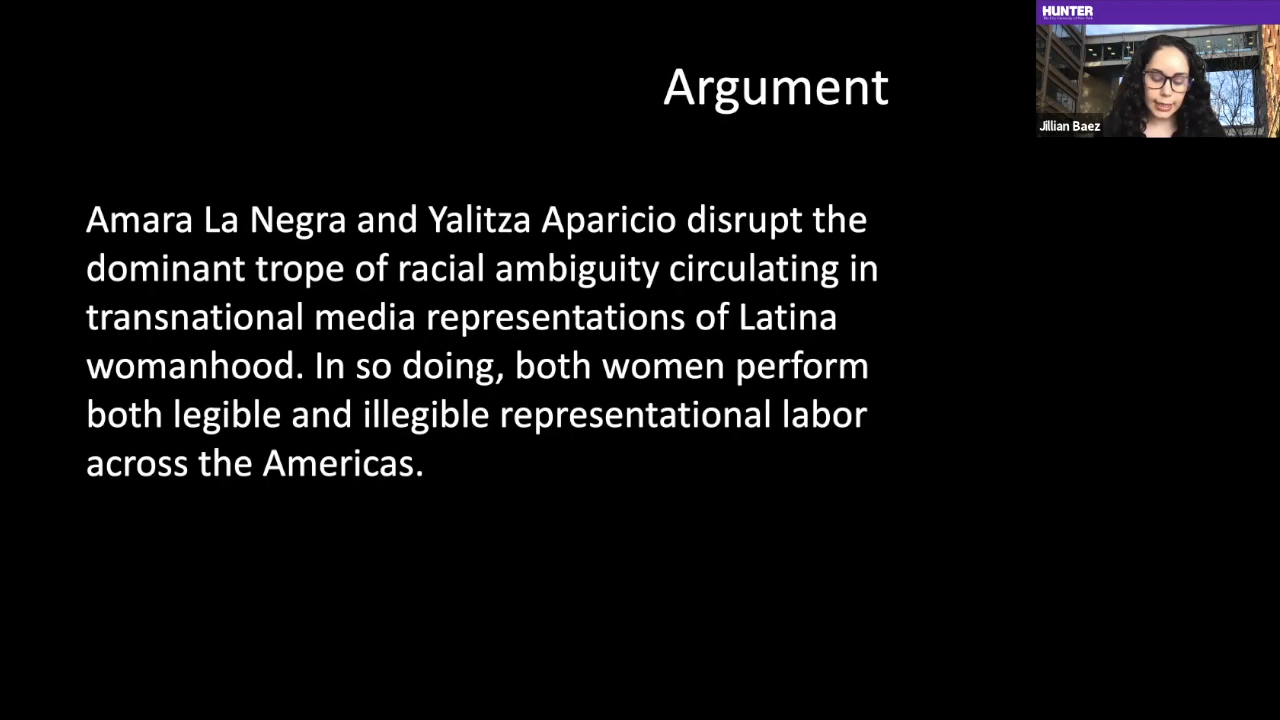 HUNTER
Jillian Baez
Argument
Amara La Negra and Yalitza Aparicio disrupt the
dominant trope of racial ambiguity circulating in
transnational media representations of Latina
womanhood. In so doing, both women perform
both legible and illegible representational labor
across the Americas.